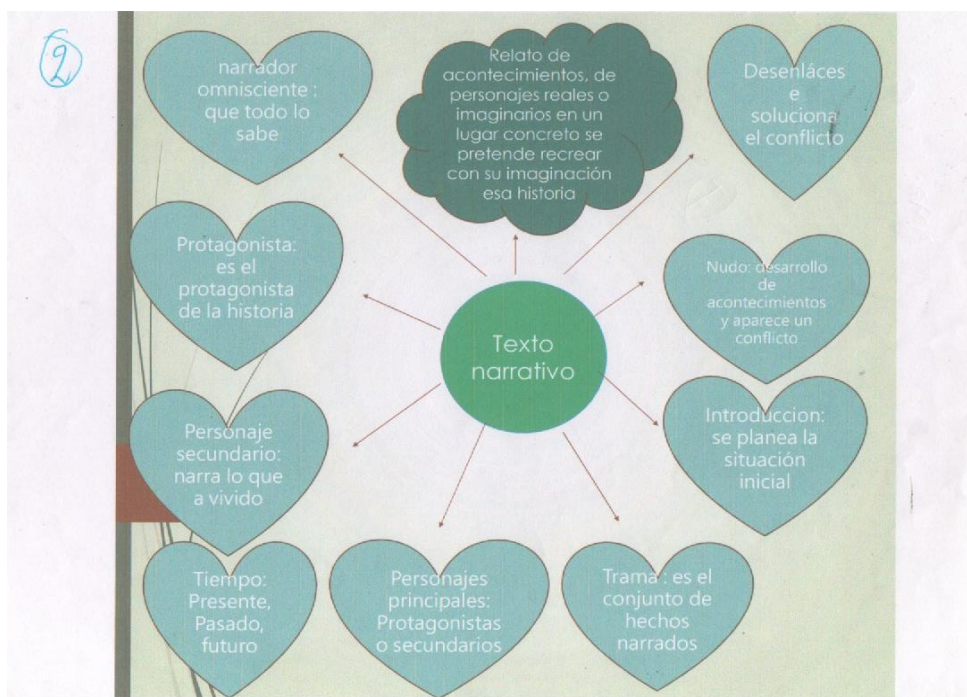 2
narrador
omnisciente :
que todo lo
sabe
Relato de
acontecimientos, de
personajes reales o
imaginarios en un
lugar concreto se
pretende recrear
con su imaginación
esa historia
Desenláces
e
soluciona
el conflicto
Protagonista:
es el
protagonista
de la historia
Nudo: desarrollo
de
acontecimientos
y aparece un
conflicto
Texto
narrativo
Personaje
secundario:
narra lo que
a vivido
Introduccion:
se planea la
situación
inicial
Tiempo:
Presente,
Pasado,
futuro
Personajes
principales:
Protagonistas
o secundarios
Trama : es el
conjunto de
hechos
narrados